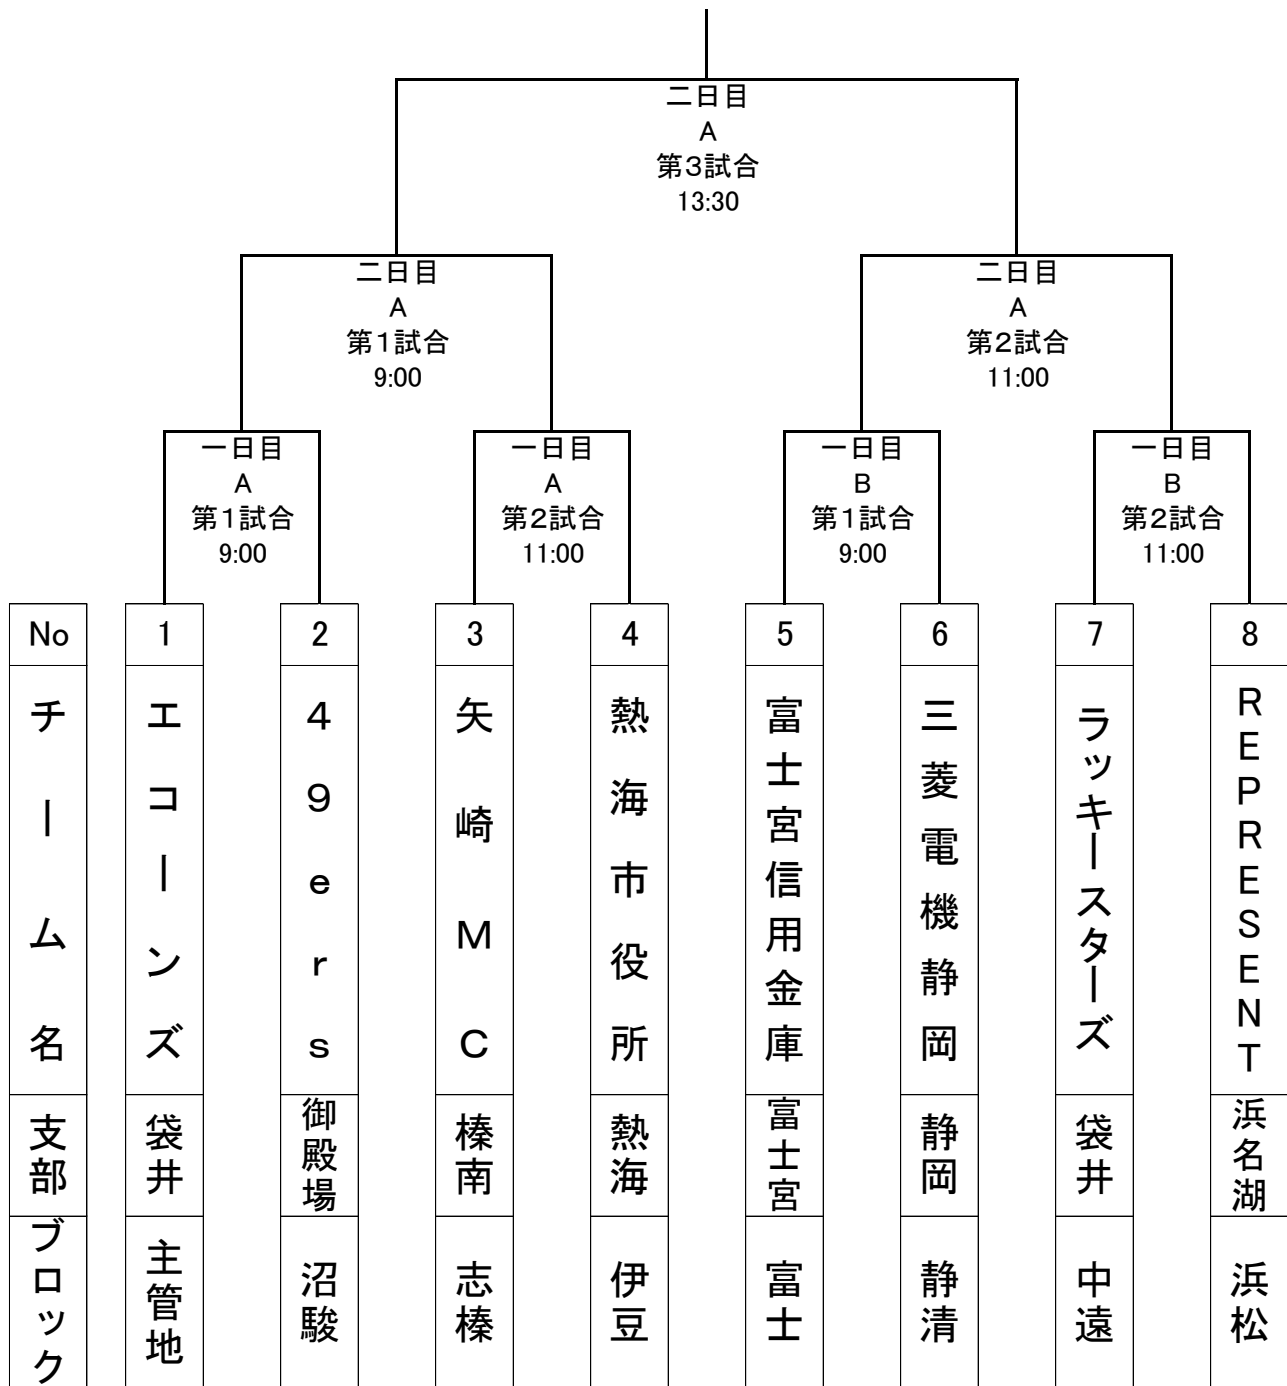 二日目
A
第3試合
13:30
二日目
A
第1試合
9:00
二日目
A
第2試合
11:00
一日目
A
第1試合
9:00
一日目
A
第2試合
11:00
一日目
B
第1試合
9:00
一日目
B
第2試合
11:00
No
1
2
3
4
5
6
7
8
チーム名
エコーンズ
49ers
矢崎MC
熱海市役所
富士宮信用金庫
三菱電機静岡
ラッキースターズ
REPRESENT
支部
袋井
御殿場
榛南
熱海
富士宮
静岡
袋井
浜名湖
ブロック
主管地
沼駿
志榛
伊豆
富士
静清
中遠
浜松